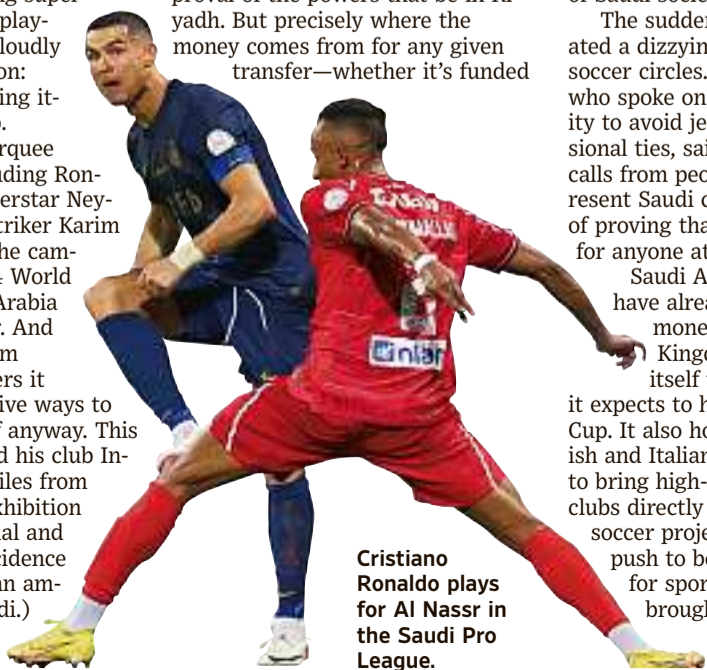 proval of the powers that be in Ri-
yadh. But precisely where the
money comes from for any given
transfer—whether it's funded
play-
loudly
on:
ing it-
rquee
uding Ron-
erstar Ney-
triker Karim
he cam-
World
Arabia
r. And
m
ers it
ive ways to
f anyway. This
d his club In-
iles from
xhibition
al and
cidence
an am-
di.)
Cristiano
Ronaldo plays
for Al Nassr in
the Saudi Pro
League.
The sudden
ated a dizzyin
soccer circles.
who spoke on
ity to avoid je
sional ties, sai
calls from peo
resent Saudi c
of proving tha
for anyone at
Saudi A
have alrea
mone
Kingd
itself
it expects to h
Cup. It also ho
ish and Italian
to bring high-
clubs directly
soccer proje
push to be
for spor
brough